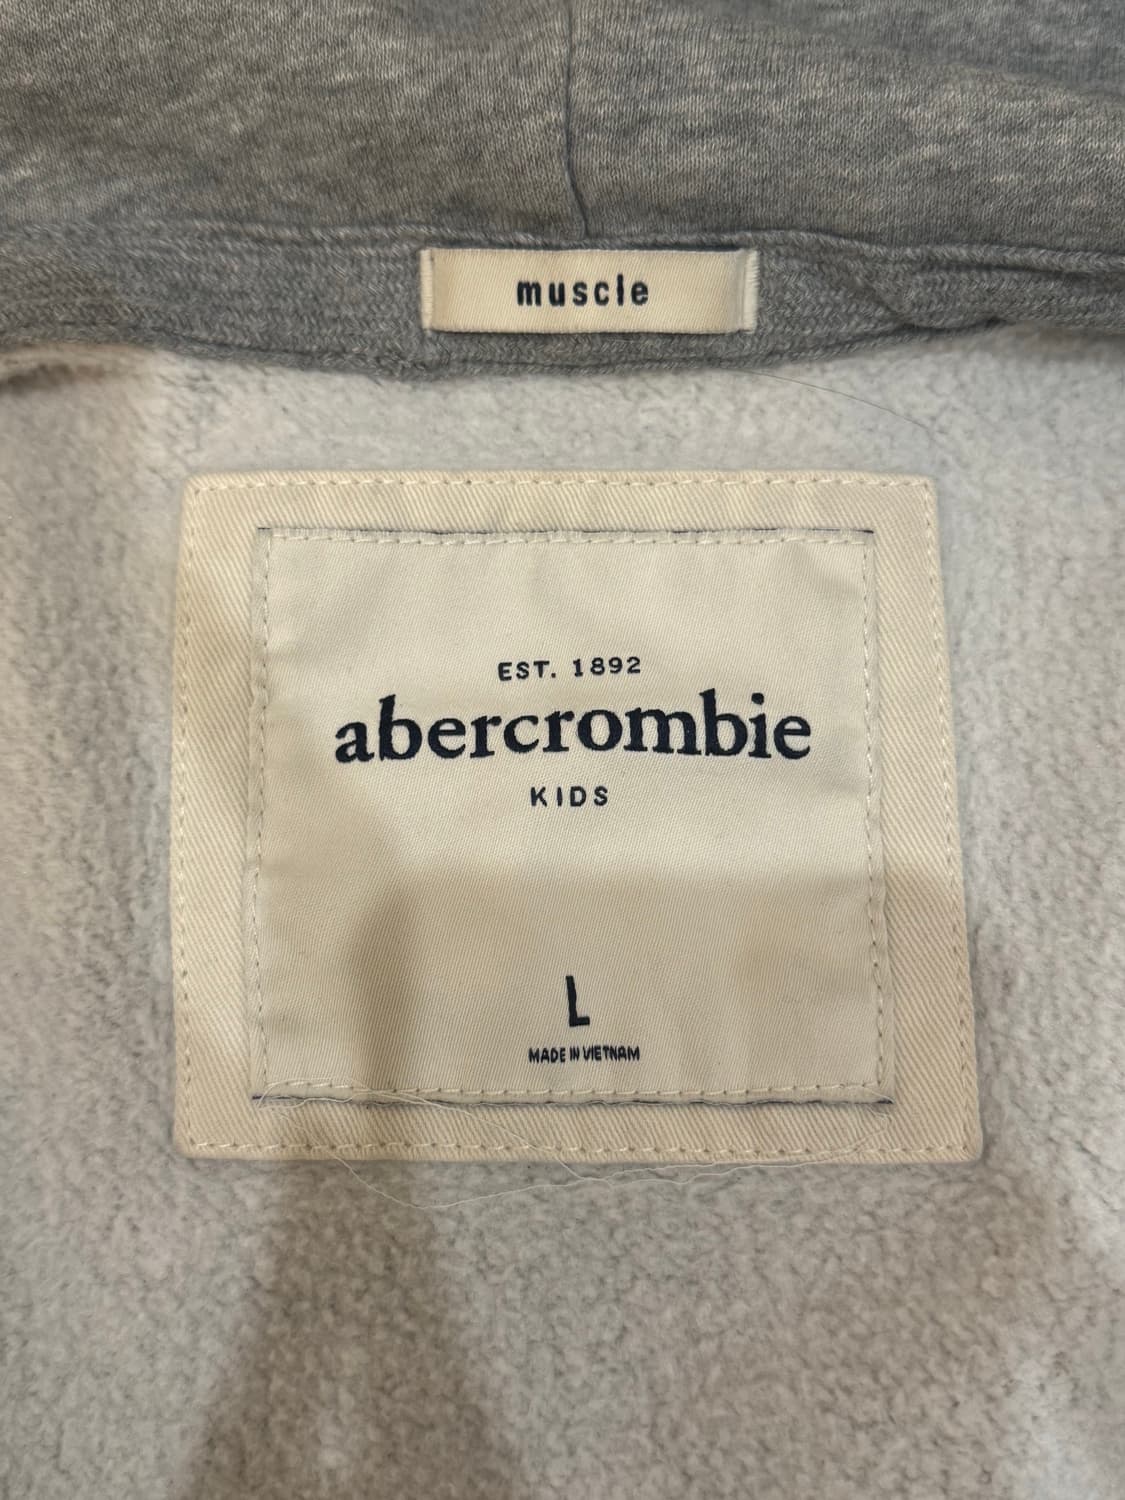 muscle
EST. 1892
abercrombie
KIDS
L
MADE IN VIETNAM